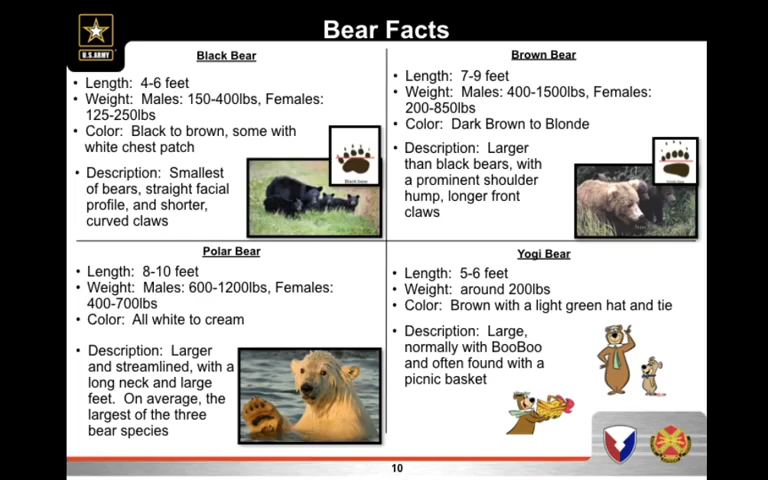 Bear Facts
U.S.ARMY
Black Bear
• Length: 4-6 feet
• Weight: Males: 150-400lbs, Females:
125-250lbs
• Color: Black to brown, some with
white chest patch
• Description: Smallest
of bears, straight facial
profile, and shorter,
curved claws
Black bear
Brown Bear
• Length: 7-9 feet
• Weight: Males: 400-1500lbs, Females:
200-850lbs
• Color: Dark Brown to Blonde
• Description: Larger
than black bears, with
a prominent shoulder
hump, longer front
claws
Polar Bear
• Length: 8-10 feet
• Weight: Males: 600-1200lbs, Females:
400-700lbs
• Color: All white to cream
• Description: Larger
and streamlined, with a
long neck and large
feet. On average, the
largest of the three
bear species
Yogi Bear
• Length: 5-6 feet
• Weight: around 200lbs
• Color: Brown with a light green hat and tie
• Description: Large,
normally with BooBoo
and often found with a
picnic basket
10